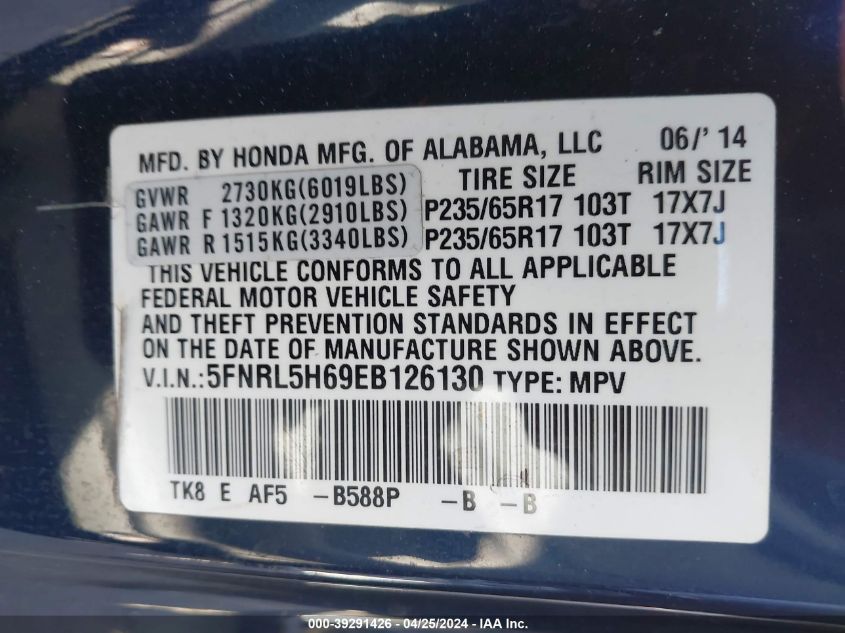 MFD. BY HONDA MFG. OF ALABAMA, LLC 06/' 14
GVWR 2730KG(6019LBS) TIRE SIZE RIM SIZE
GAWR F 1320KG(2910LBS) P235/65R17 103T 17X7J
GAWR R 1515KG(3340LBS) P235/65R17 103T 17X7J
THIS VEHICLE CONFORMS TO ALL APPLICABLE
FEDERAL MOTOR VEHICLE SAFETY
AND THEFT PREVENTION STANDARDS IN EFFECT
ON THE DATE OF MANUFACTURE SHOWN ABOVE.
V.I.N.:5FNRL5H69EB126130 TYPE: MPV
TK8 E AF5 -B588P -B -B
000-39291426 - 04/25/2024 - IAA Inc.